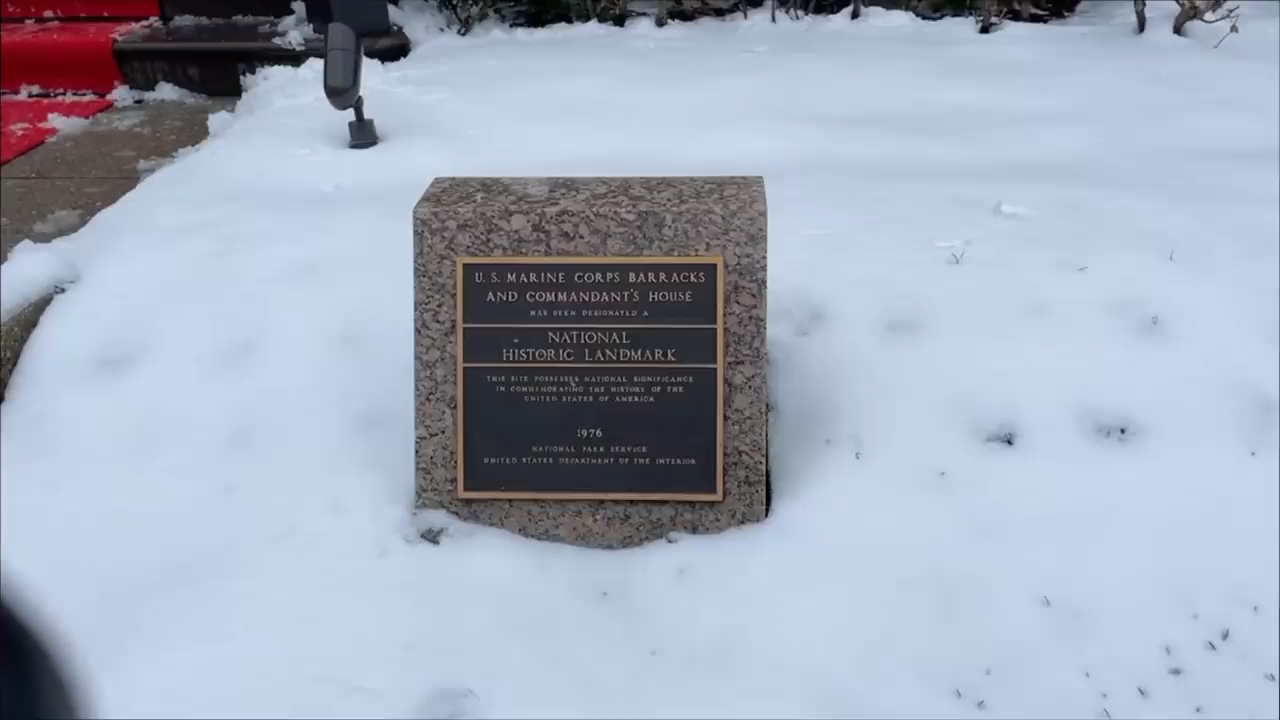 U. S. MARINE CORPS BARRACKS
AND COMMANDANT'S HOUSE
HAS BEEN DESIGNATED A
NATIONAL
HISTORIC LANDMARK
THIS SITE POSSESSES NATIONAL SIGNIFICANCE
IN COMMEMORATING THE HISTORY OF THE
UNITED STATES OF AMERICA
1976
NATIONAL PARK SERVICE
UNITED STATES DEPARTMENT OF THE INTERIOR